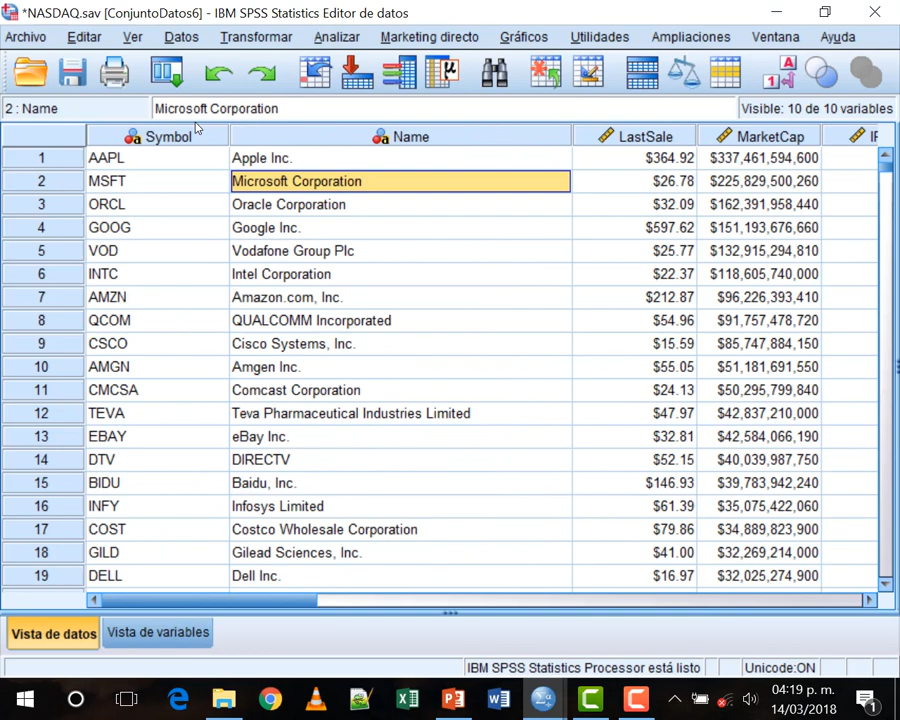 *NASDAQ.sav [ConjuntoDatos6] - IBM SPSS Statistics Editor de datos
Archivo Editar Ver Datos Transformar Analizar Marketing directo Gráficos Utilidades Ampliaciones Ventana Ayuda
2 : Name Microsoft Corporation Visible: 10 de 10 variables
Symbol Name LastSale MarketCap
1 AAPL Apple Inc. $364.92 $337,461,594,600
2 MSFT Microsoft Corporation $26.78 $225,829,500,260
3 ORCL Oracle Corporation $32.09 $162,391,958,440
4 GOOG Google Inc. $597.62 $151,193,676,660
5 VOD Vodafone Group Plc $25.77 $132,915,294,810
6 INTC Intel Corporation $22.37 $118,605,740,000
7 AMZN Amazon.com, Inc. $212.87 $96,226,393,410
8 QCOM QUALCOMM Incorporated $54.96 $91,757,478,720
9 CSCO Cisco Systems, Inc. $15.59 $85,747,884,150
10 AMGN Amgen Inc. $55.05 $51,181,691,550
11 CMCSA Comcast Corporation $24.13 $50,295,799,840
12 TEVA Teva Pharmaceutical Industries Limited $47.97 $42,837,210,000
13 EBAY eBay Inc. $32.81 $42,584,066,190
14 DTV DIRECTV $52.15 $40,039,987,750
15 BIDU Baidu, Inc. $146.93 $39,783,942,240
16 INFY Infosys Limited $61.39 $35,075,422,060
17 COST Costco Wholesale Corporation $79.86 $34,889,823,900
18 GILD Gilead Sciences, Inc. $41.00 $32,269,214,000
19 DELL Dell Inc. $16.97 $32,025,274,900
Vista de datos Vista de variables
IBM SPSS Statistics Processor está listo Unicode:ON
04:19 p. m.
14/03/2018